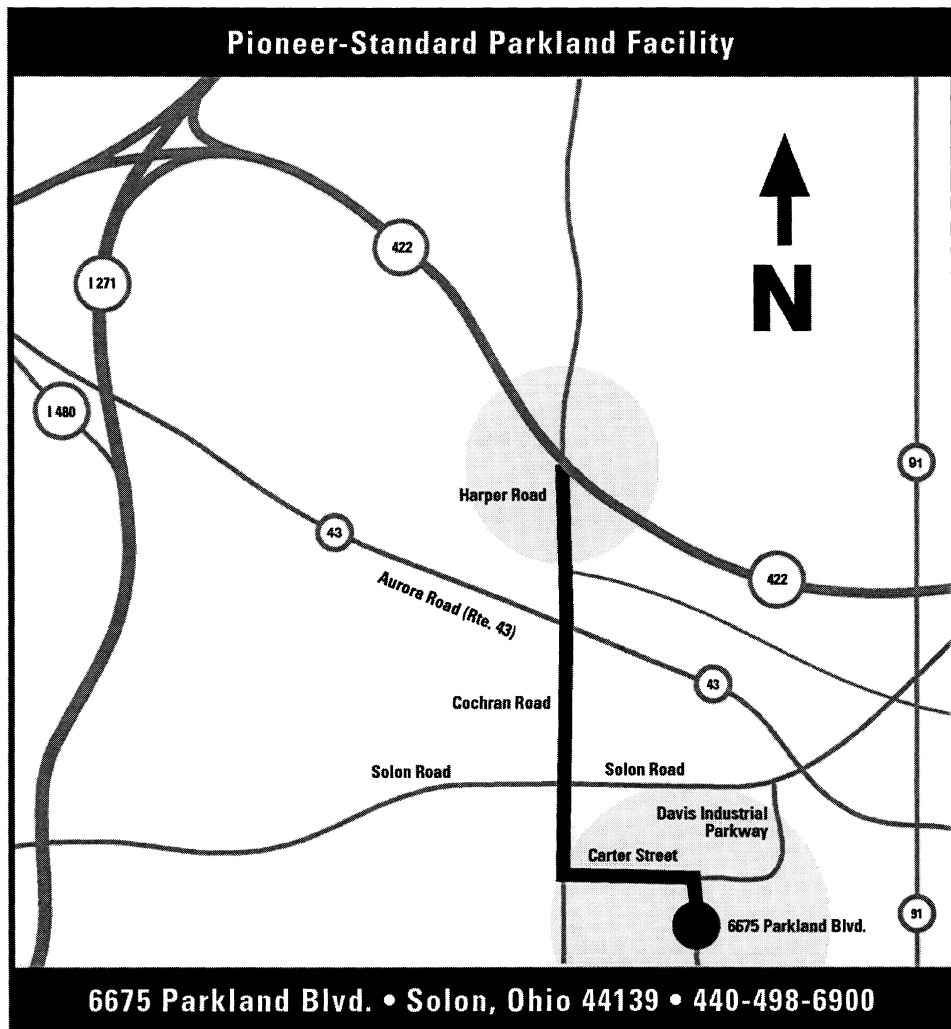 Pioneer-Standard Parkland Facility
422
I 271
N
I 480
91
Harper Road
43
422
Aurora Road (Rte. 43)
43
Cochran Road
Solon Road
Solon Road
Davis Industrial
Parkway
Carter Street
91
6675 Parkland Blvd.
6675 Parkland Blvd. • Solon, Ohio 44139 • 440-498-6900